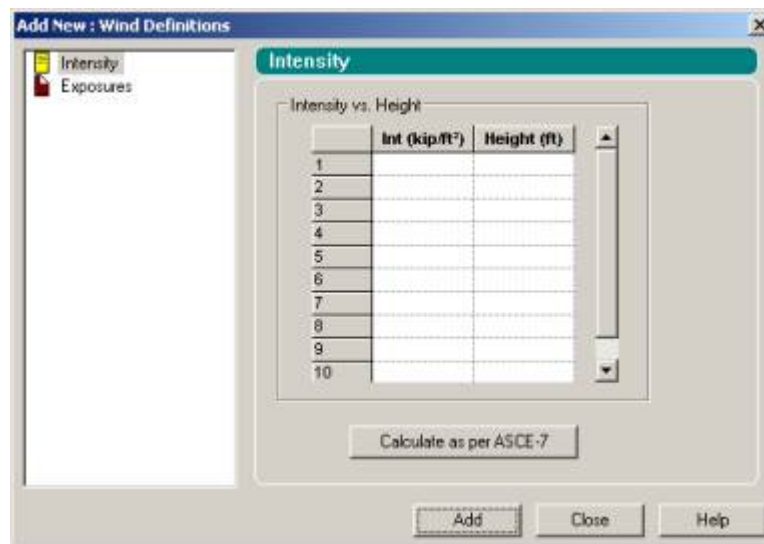 Add New : Wind Definitions
Intensity
Exposures
Intensity
Intensity vs. Height
Int (kip/ft²) Height (ft)
1
2
3
4
5
6
7
8
9
10
Calculate as per ASCE-7
Add Close Help